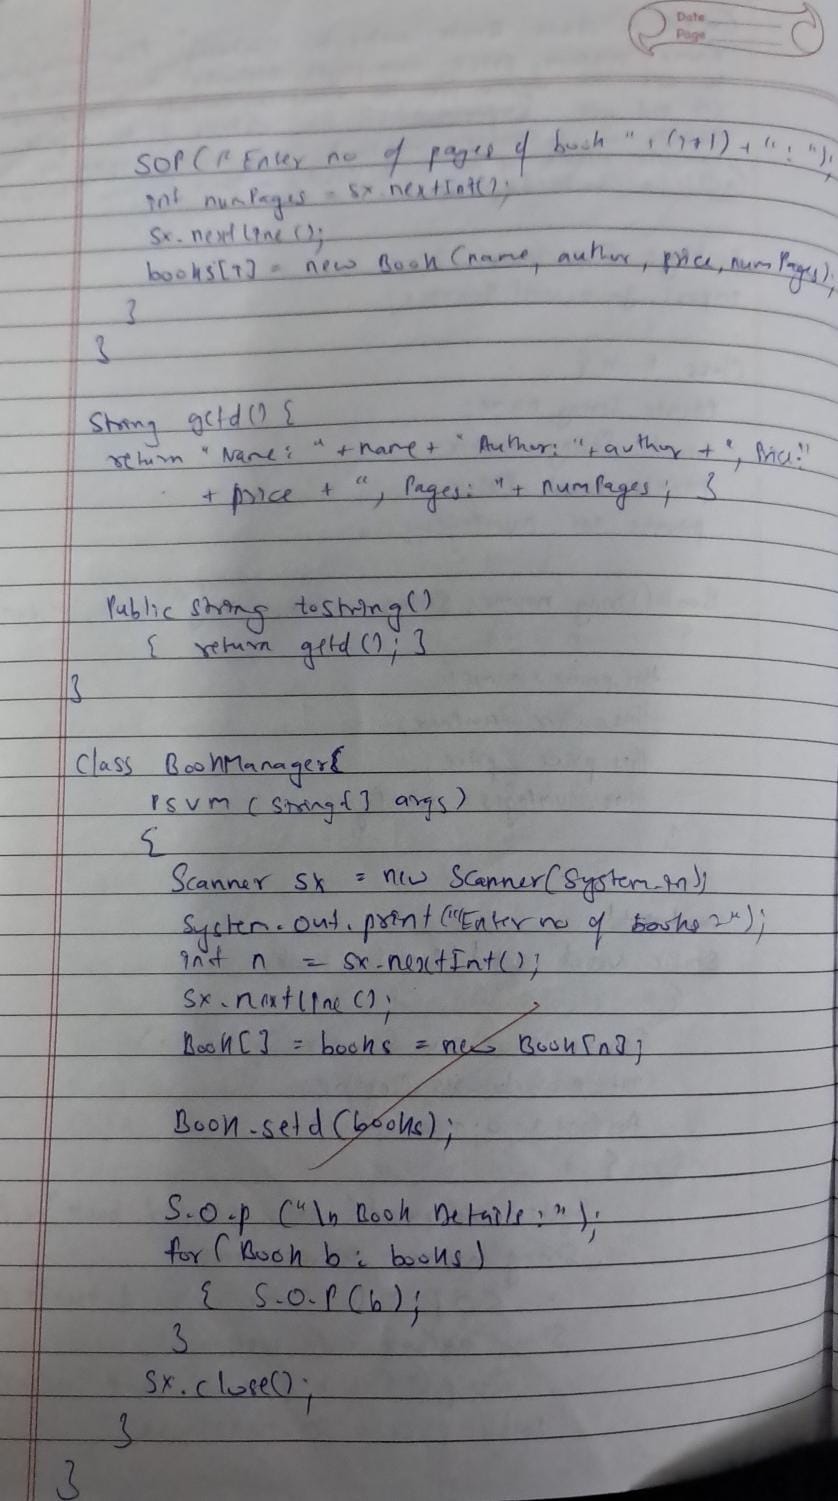 Date
Page
SOP("Enter no of pages of book " + (i+1) + " : ");
int numPages = sx.nextInt();
sx.nextline();
books[i] = new Book (name, author, price, numPages);
}
}
String getd() {
return "Name: " + name + " Author: " + author + ", Price:"
+ price + ", Pages: " + numPages ; }
Public string tostring()
{ return getd(); }
}
Class BookManager{
psvm (string[] args)
{
Scanner sx = new Scanner(System.in);
System.out.print("Enter no of books : ");
int n = sx.nextInt();
sx.nextline();
Book[] = books = new Book[n];
Book.setd(books);
S.O.p ("\n Book Details : ");
for (Book b : books)
{ S.O.P(b);
}
sx.close();
}
}